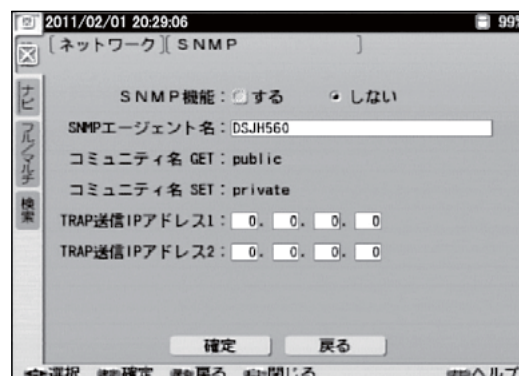 2011/02/01 20:29:06
99%
[ネットワーク][SNMP]
ナビ
フル/マルチ
検索
SNMP機能：する しない
SNMPエージェント名：DSJH560
コミュニティ名 GET：public
コミュニティ名 SET：private
TRAP送信IPアドレス1： 0. 0. 0. 0
TRAP送信IPアドレス2： 0. 0. 0. 0
確定 戻る
選択 確定 戻る 閉じる ヘルプ